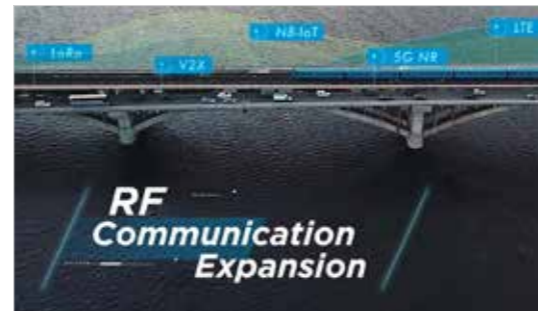 LoRa
V2X
NB-IoT
5G NR
LTE
RF
Communication
Expansion